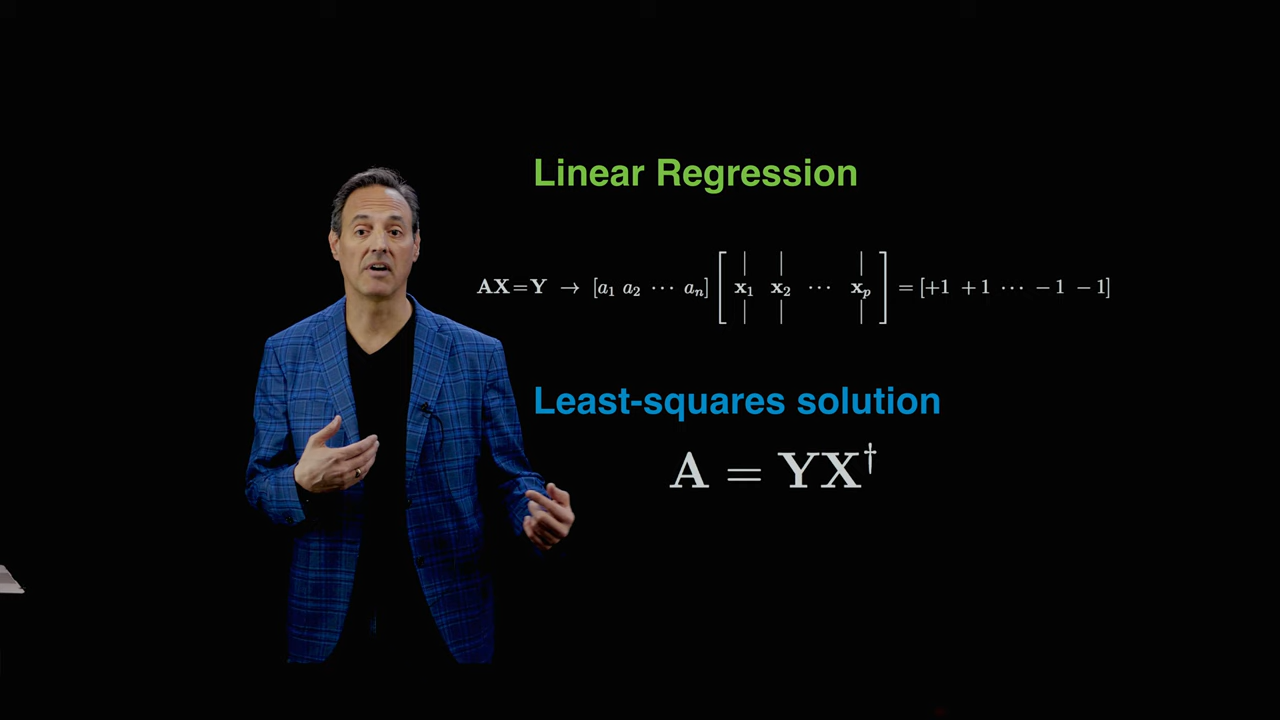 Linear Regression
AX = Y → [a₁ a₂ ⋯ aₙ] [x₁ x₂ ⋯ xₚ] = [+1 +1 ⋯ −1 −1]
Least-squares solution
A = YX†